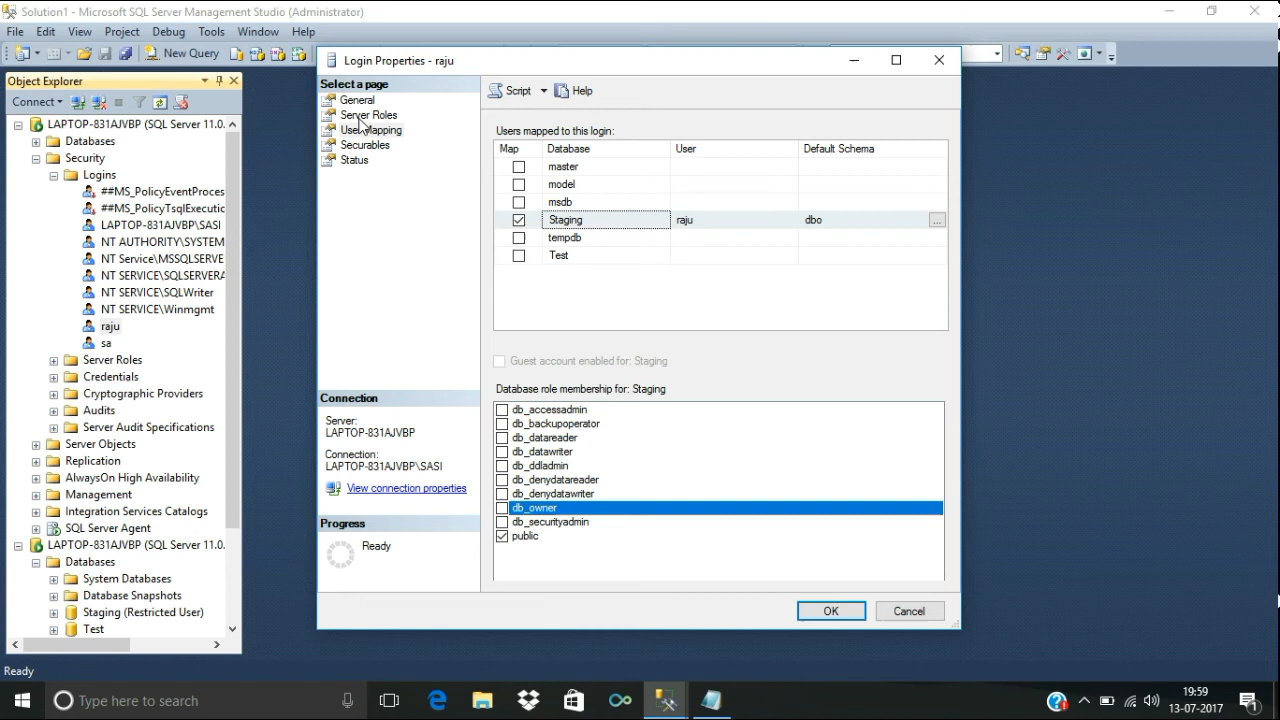 Solution1 - Microsoft SQL Server Management Studio (Administrator)
File Edit View Project Debug Tools Window Help
New Query
Object Explorer
Connect
LAPTOP-831AJVBP (SQL Server 11.0.
Databases
Security
Logins
##MS_PolicyEventProces
##MS_PolicyTsqlExecutic
LAPTOP-831AJVBP\SASI
NT AUTHORITY\SYSTEM
NT Service\MSSQLSERVE
NT SERVICE\SQLSERVERA
NT SERVICE\SQLWriter
NT SERVICE\Winmgmt
raju
sa
Server Roles
Credentials
Cryptographic Providers
Audits
Server Audit Specifications
Server Objects
Replication
AlwaysOn High Availability
Management
Integration Services Catalogs
SQL Server Agent
LAPTOP-831AJVBP (SQL Server 11.0.
Databases
System Databases
Database Snapshots
Staging (Restricted User)
Test
Login Properties - raju
Select a page
General
Server Roles
User Mapping
Securables
Status
Connection
Server:
LAPTOP-831AJVBP
Connection:
LAPTOP-831AJVBP\SASI
View connection properties
Progress
Ready
Script Help
Users mapped to this login:
Map Database User Default Schema
master
model
msdb
Staging raju dbo ...
tempdb
Test
Guest account enabled for: Staging
Database role membership for: Staging
db_accessadmin
db_backupoperator
db_datareader
db_datawriter
db_ddladmin
db_denydatareader
db_denydatawriter
db_owner
db_securityadmin
public
OK Cancel
Ready
Type here to search
19:59
13-07-2017